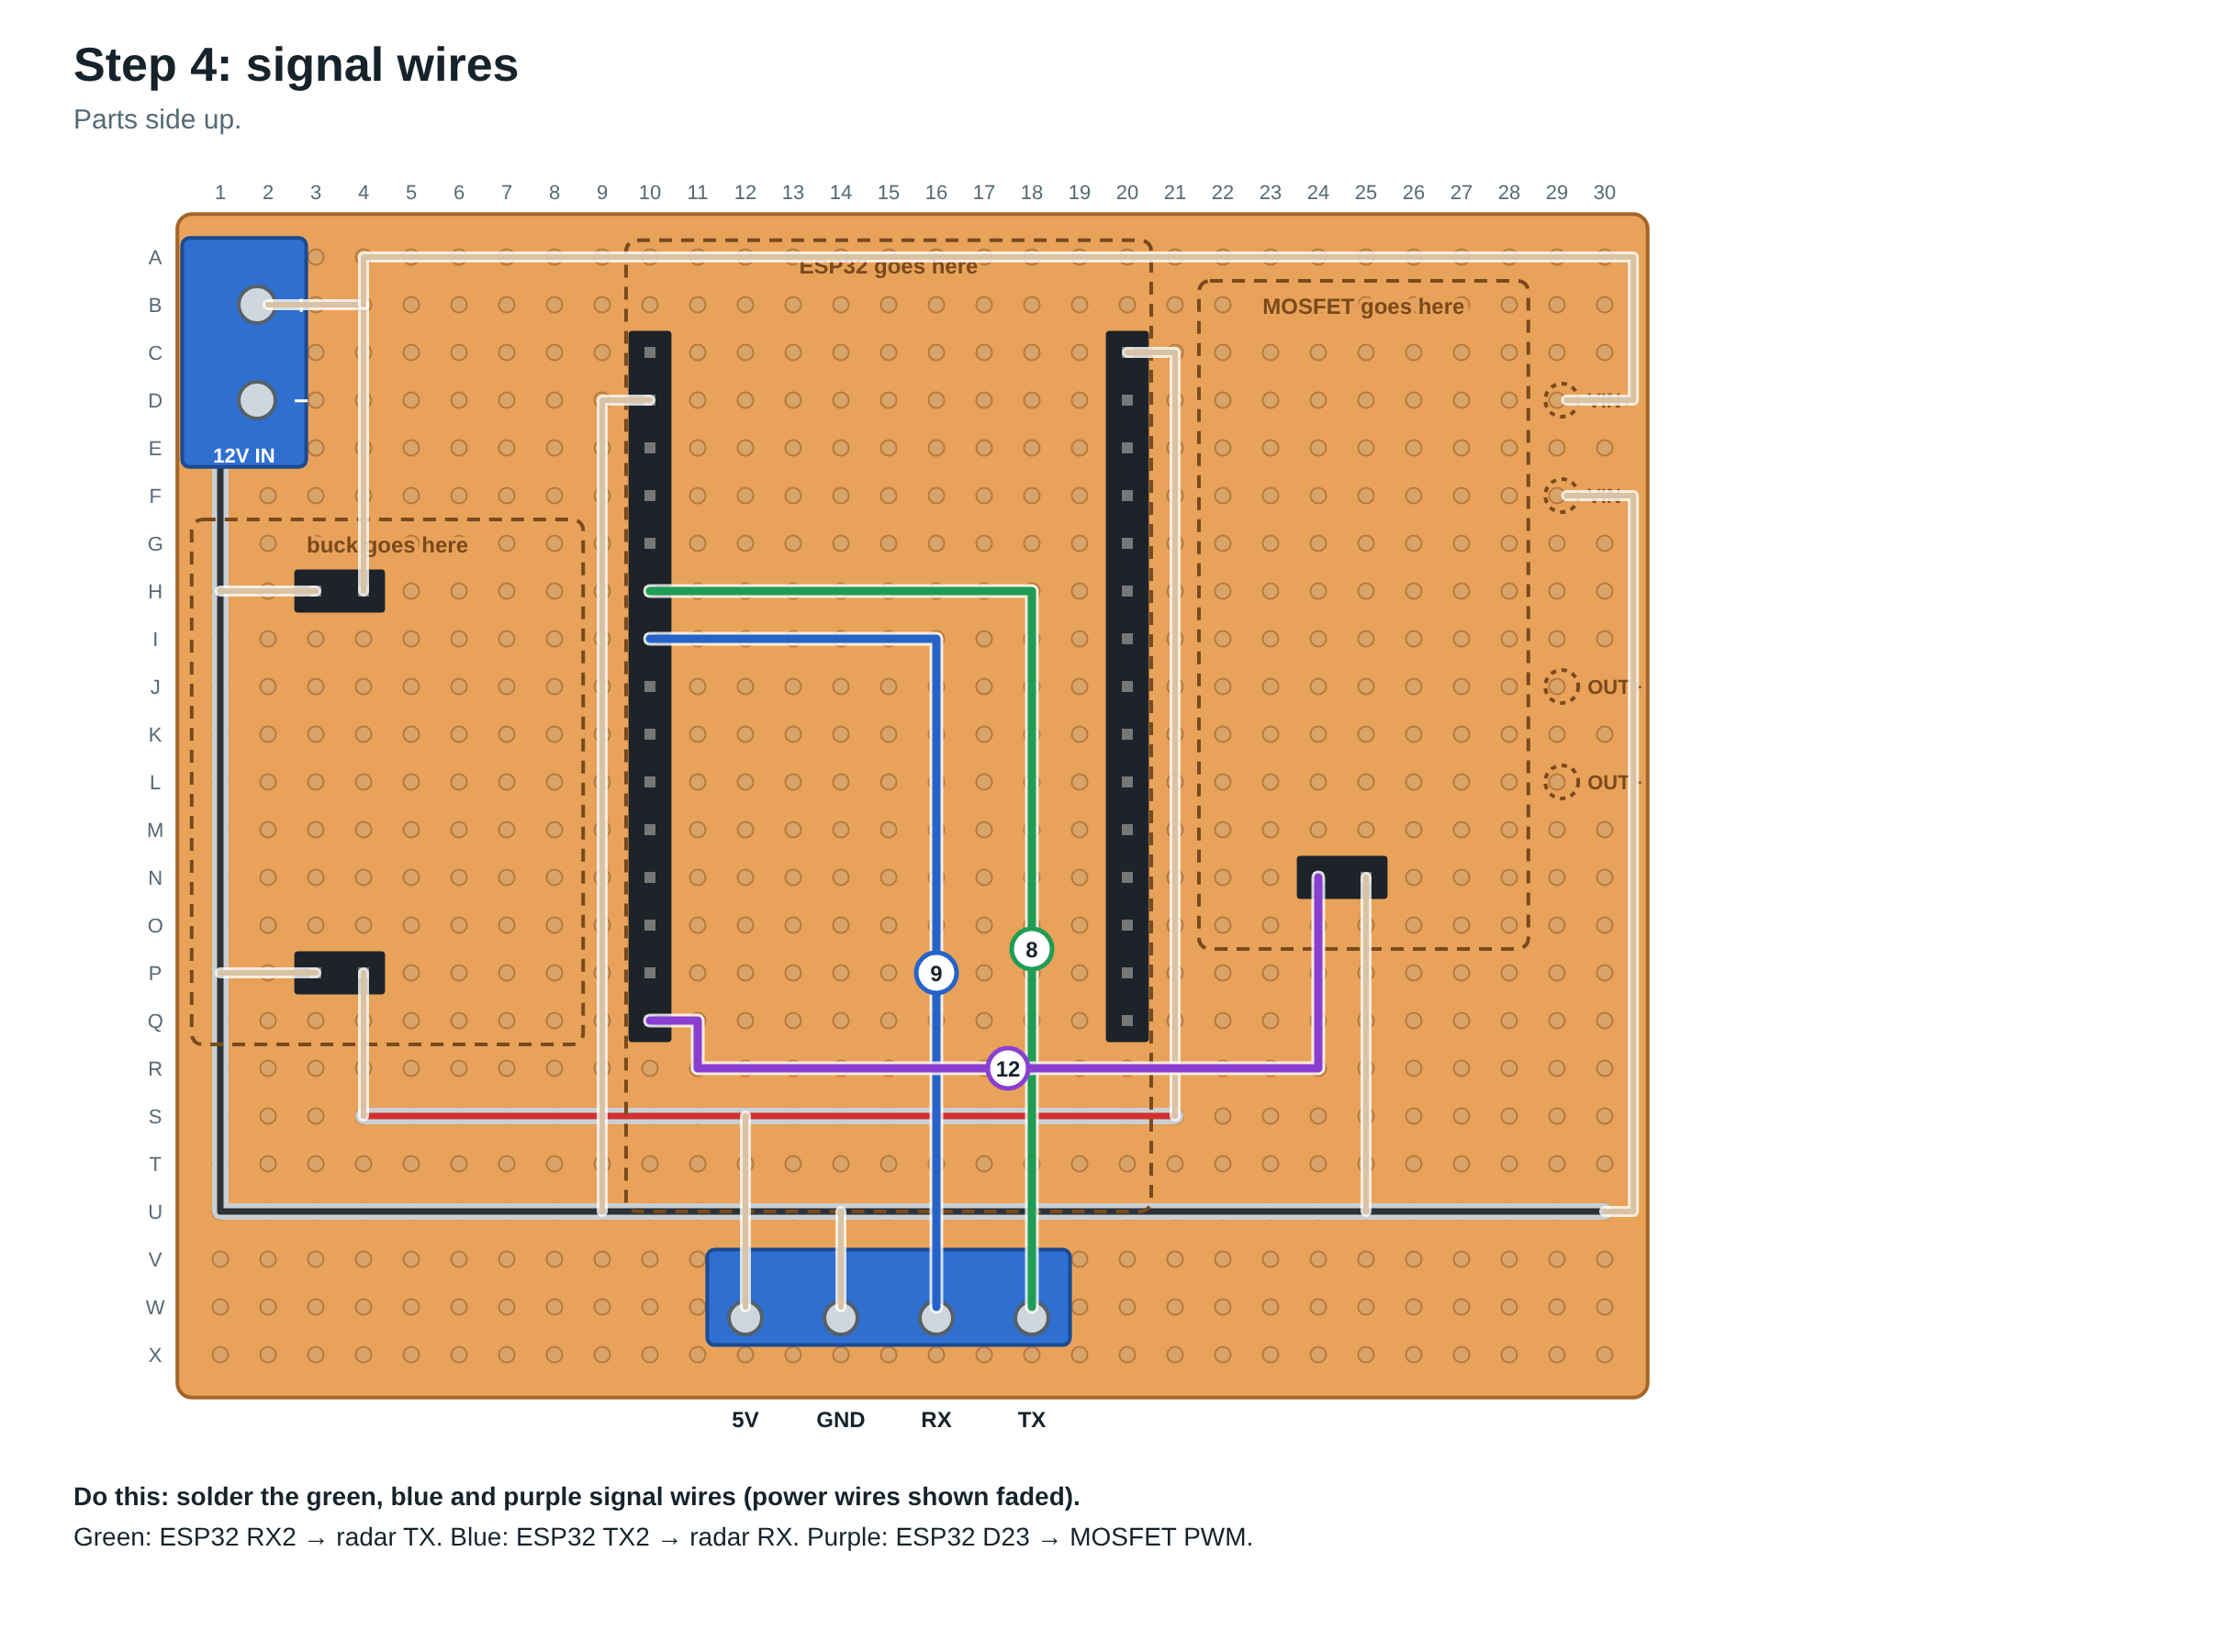 Step 4: signal wires
Parts side up.
1 2 3 4 5 6 7 8 9 10 11 12 13 14 15 16 17 18 19 20 21 22 23 24 25 26 27 28 29 30
A
ESP32 goes here
B
MOSFET goes here
C
D
E
12V IN
F
G
buck goes here
H
I
J
OUT
K
L
OUT
M
N
O
8
P
9
Q
R
12
S
T
U
V
W
X
5V GND RX TX
Do this: solder the green, blue and purple signal wires (power wires shown faded).
Green: ESP32 RX2 → radar TX. Blue: ESP32 TX2 → radar RX. Purple: ESP32 D23 → MOSFET PWM.